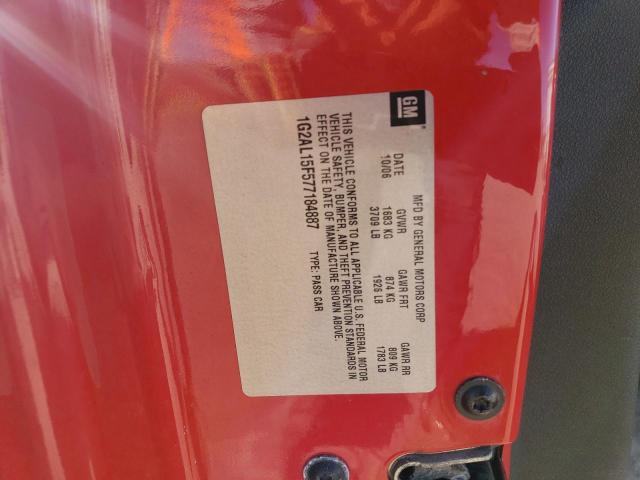 GM
MFD BY GENERAL MOTORS CORP
DATE GVWR GAWR FRT GAWR RR
10/06 1683 KG 874 KG 809 KG
3709 LB 1926 LB 1783 LB
THIS VEHICLE CONFORMS TO ALL APPLICABLE U.S. FEDERAL MOTOR
VEHICLE SAFETY, BUMPER, AND THEFT PREVENTION STANDARDS IN
EFFECT ON THE DATE OF MANUFACTURE SHOWN ABOVE.
1G2AL15F577184887 TYPE: PASS CAR